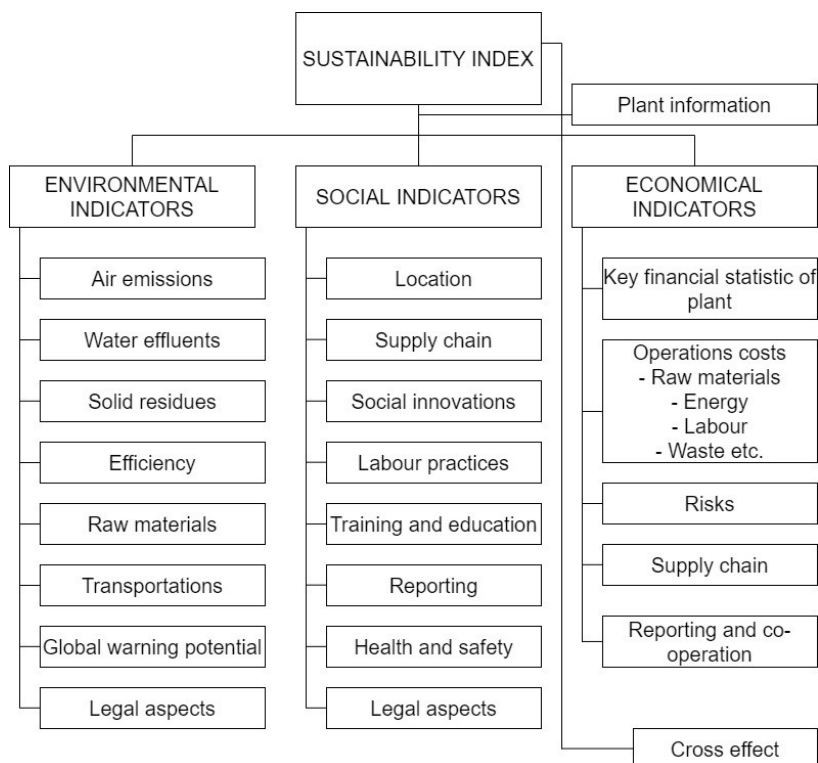 SUSTAINABILITY INDEX
Plant information
ENVIRONMENTAL
INDICATORS
Air emissions
Water effluents
Solid residues
Efficiency
Raw materials
Transportations
Global warning potential
Legal aspects
SOCIAL INDICATORS
Location
Supply chain
Social innovations
Labour practices
Training and education
Reporting
Health and safety
Legal aspects
ECONOMICAL
INDICATORS
Key financial statistic of
plant
Operations costs
- Raw materials
- Energy
- Labour
- Waste etc.
Risks
Supply chain
Reporting and co-
operation
Cross effect